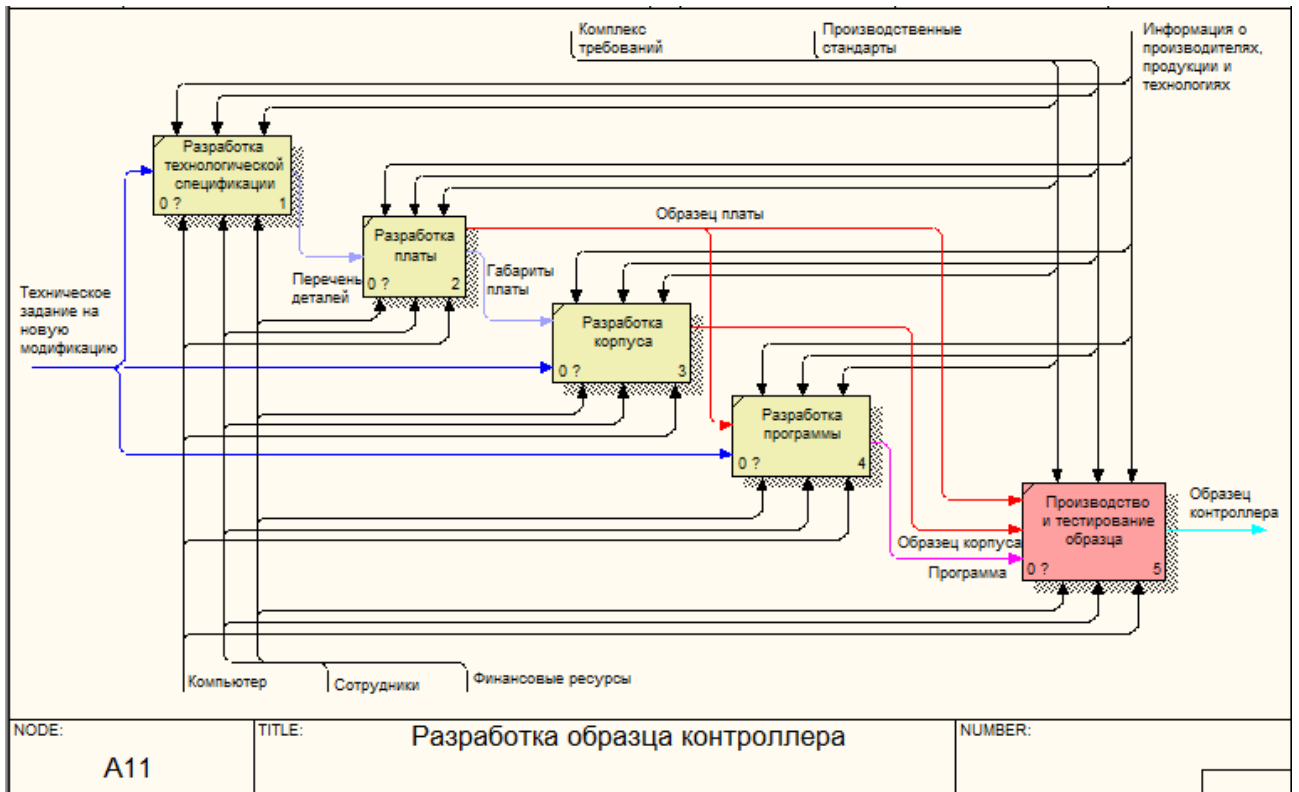 Комплекс
требований
Производственные
стандарты
Информация о
производителях,
продукции и
технологиях
Разработка
технологической
спецификации
0 ? 1
Образец платы
Разработка
платы
0 ? 2
Перечень
деталей
Габариты
платы
Техническое
задание на
новую
модификацию
Разработка
корпуса
0 ? 3
Разработка
программы
0 ? 4
Производство
и тестирование
образца
0 ? 5
Образец
контроллера
Образец корпуса
Программа
Компьютер
Сотрудники
Финансовые ресурсы
NODE:
A11
TITLE:
Разработка образца контроллера
NUMBER: